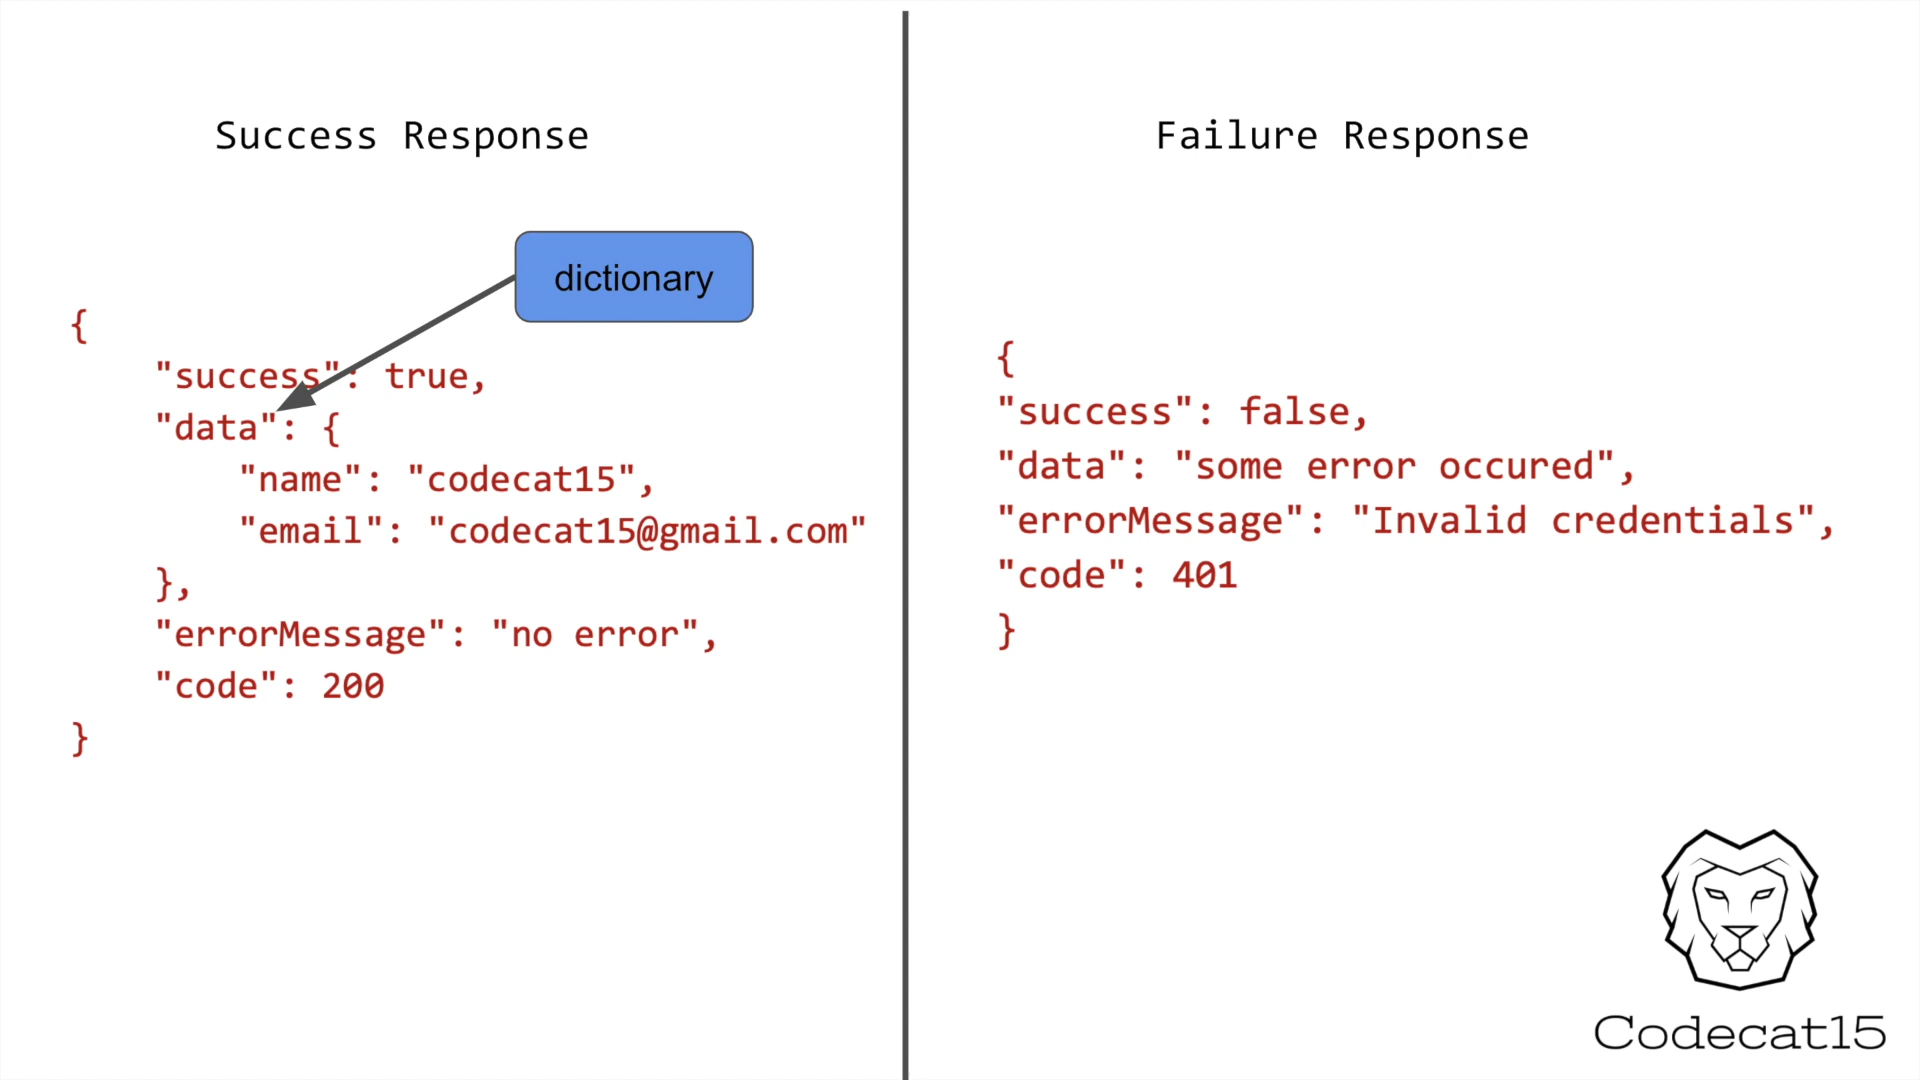 Success Response
dictionary
{
"success": true,
"data": {
"name": "codecat15",
"email": "codecat15@gmail.com"
},
"errorMessage": "no error",
"code": 200
}
Failure Response
{
"success": false,
"data": "some error occured",
"errorMessage": "Invalid credentials",
"code": 401
}
Codecat15